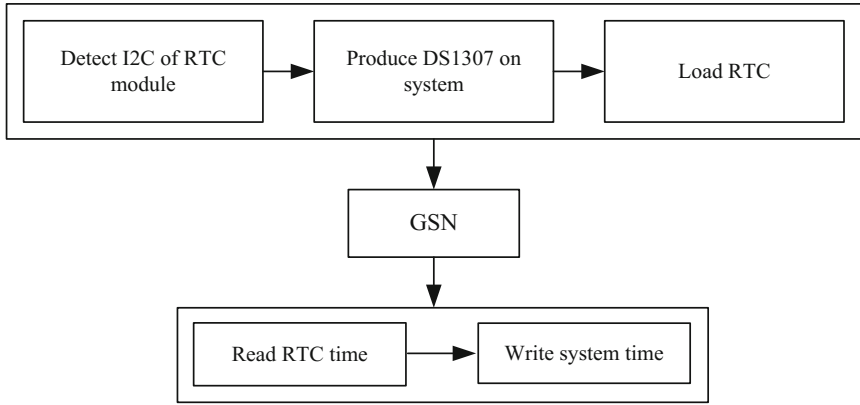 Detect I2C of RTC
module
Produce DS1307 on
system
Load RTC
GSN
Read RTC time
Write system time